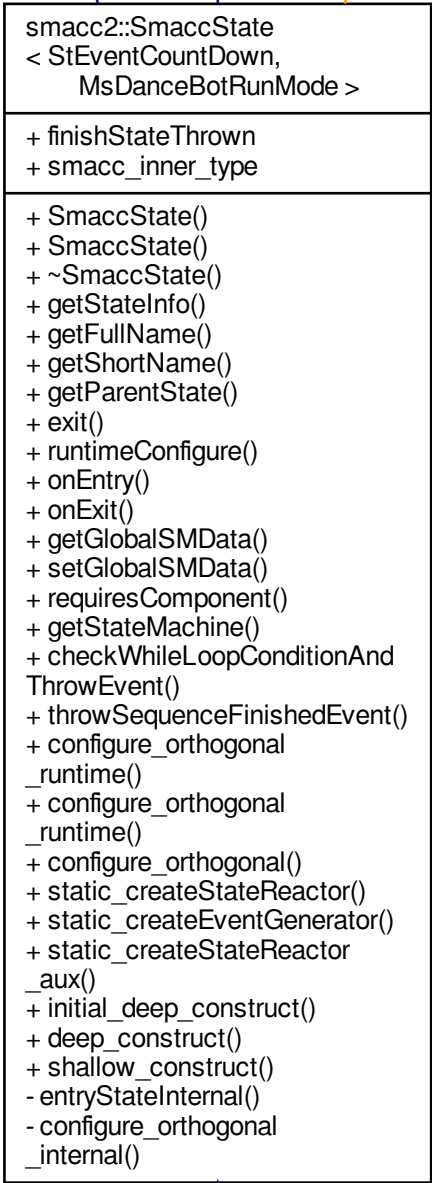 smacc2::SmaccState
< StEventCountDown,
MsDanceBotRunMode >
+ finishStateThrown
+ smacc_inner_type
+ SmaccState()
+ SmaccState()
+ ~SmaccState()
+ getStateInfo()
+ getFullName()
+ getShortName()
+ getParentState()
+ exit()
+ runtimeConfigure()
+ onEntry()
+ onExit()
+ getGlobalSMData()
+ setGlobalSMData()
+ requiresComponent()
+ getStateMachine()
+ checkWhileLoopConditionAnd
ThrowEvent()
+ throwSequenceFinishedEvent()
+ configure_orthogonal
_runtime()
+ configure_orthogonal
_runtime()
+ configure_orthogonal()
+ static_createStateReactor()
+ static_createEventGenerator()
+ static_createStateReactor
_aux()
+ initial_deep_construct()
+ deep_construct()
+ shallow_construct()
- entryStateInternal()
- configure_orthogonal
_internal()